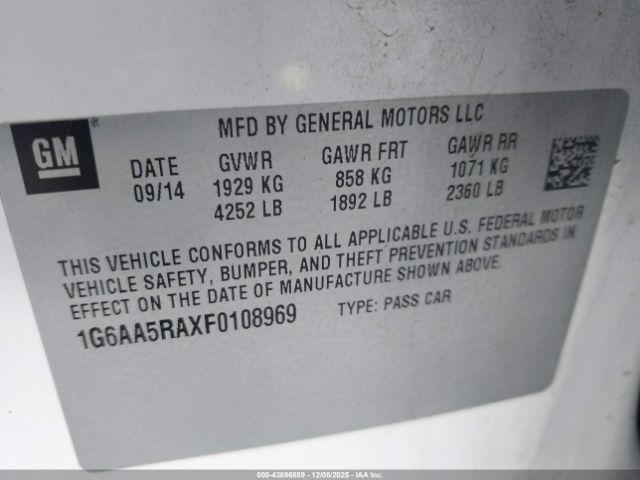 GM
MFD BY GENERAL MOTORS LLC
DATE GVWR GAWR FRT GAWR RR
09/14 1929 KG 858 KG 1071 KG
4252 LB 1892 LB 2360 LB
THIS VEHICLE CONFORMS TO ALL APPLICABLE U.S. FEDERAL MOTOR
VEHICLE SAFETY, BUMPER, AND THEFT PREVENTION STANDARDS IN
EFFECT ON THE DATE OF MANUFACTURE SHOWN ABOVE.
1G6AA5RAXF0108969 TYPE: PASS CAR
000-43896889 - 12/08/2025 - Copyright © 2025 IAA, Inc.